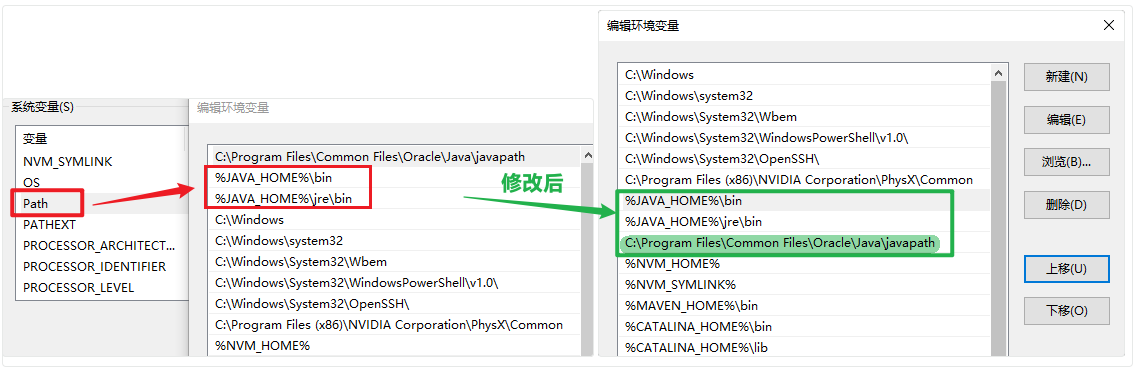 系统变量(S)
变量
NVM_SYMLINK
OS
Path
PATHEXT
PROCESSOR_ARCHITECT...
PROCESSOR_IDENTIFIER
PROCESSOR_LEVEL
编辑环境变量
C:\Program Files\Common Files\Oracle\Java\javapath
%JAVA_HOME%\bin
%JAVA_HOME%\jre\bin
C:\Windows
C:\Windows\system32
C:\Windows\System32\Wbem
C:\Windows\System32\WindowsPowerShell\v1.0\
C:\Windows\System32\OpenSSH\
C:\Program Files (x86)\NVIDIA Corporation\PhysX\Common
%NVM_HOME%
修改后
编辑环境变量
C:\Windows
C:\Windows\system32
C:\Windows\System32\Wbem
C:\Windows\System32\WindowsPowerShell\v1.0\
C:\Windows\System32\OpenSSH\
C:\Program Files (x86)\NVIDIA Corporation\PhysX\Common
%JAVA_HOME%\bin
%JAVA_HOME%\jre\bin
C:\Program Files\Common Files\Oracle\Java\javapath
%NVM_HOME%
%NVM_SYMLINK%
%MAVEN_HOME%\bin
%CATALINA_HOME%\bin
%CATALINA_HOME%\lib
新建(N)
编辑(E)
浏览(B)...
删除(D)
上移(U)
下移(O)